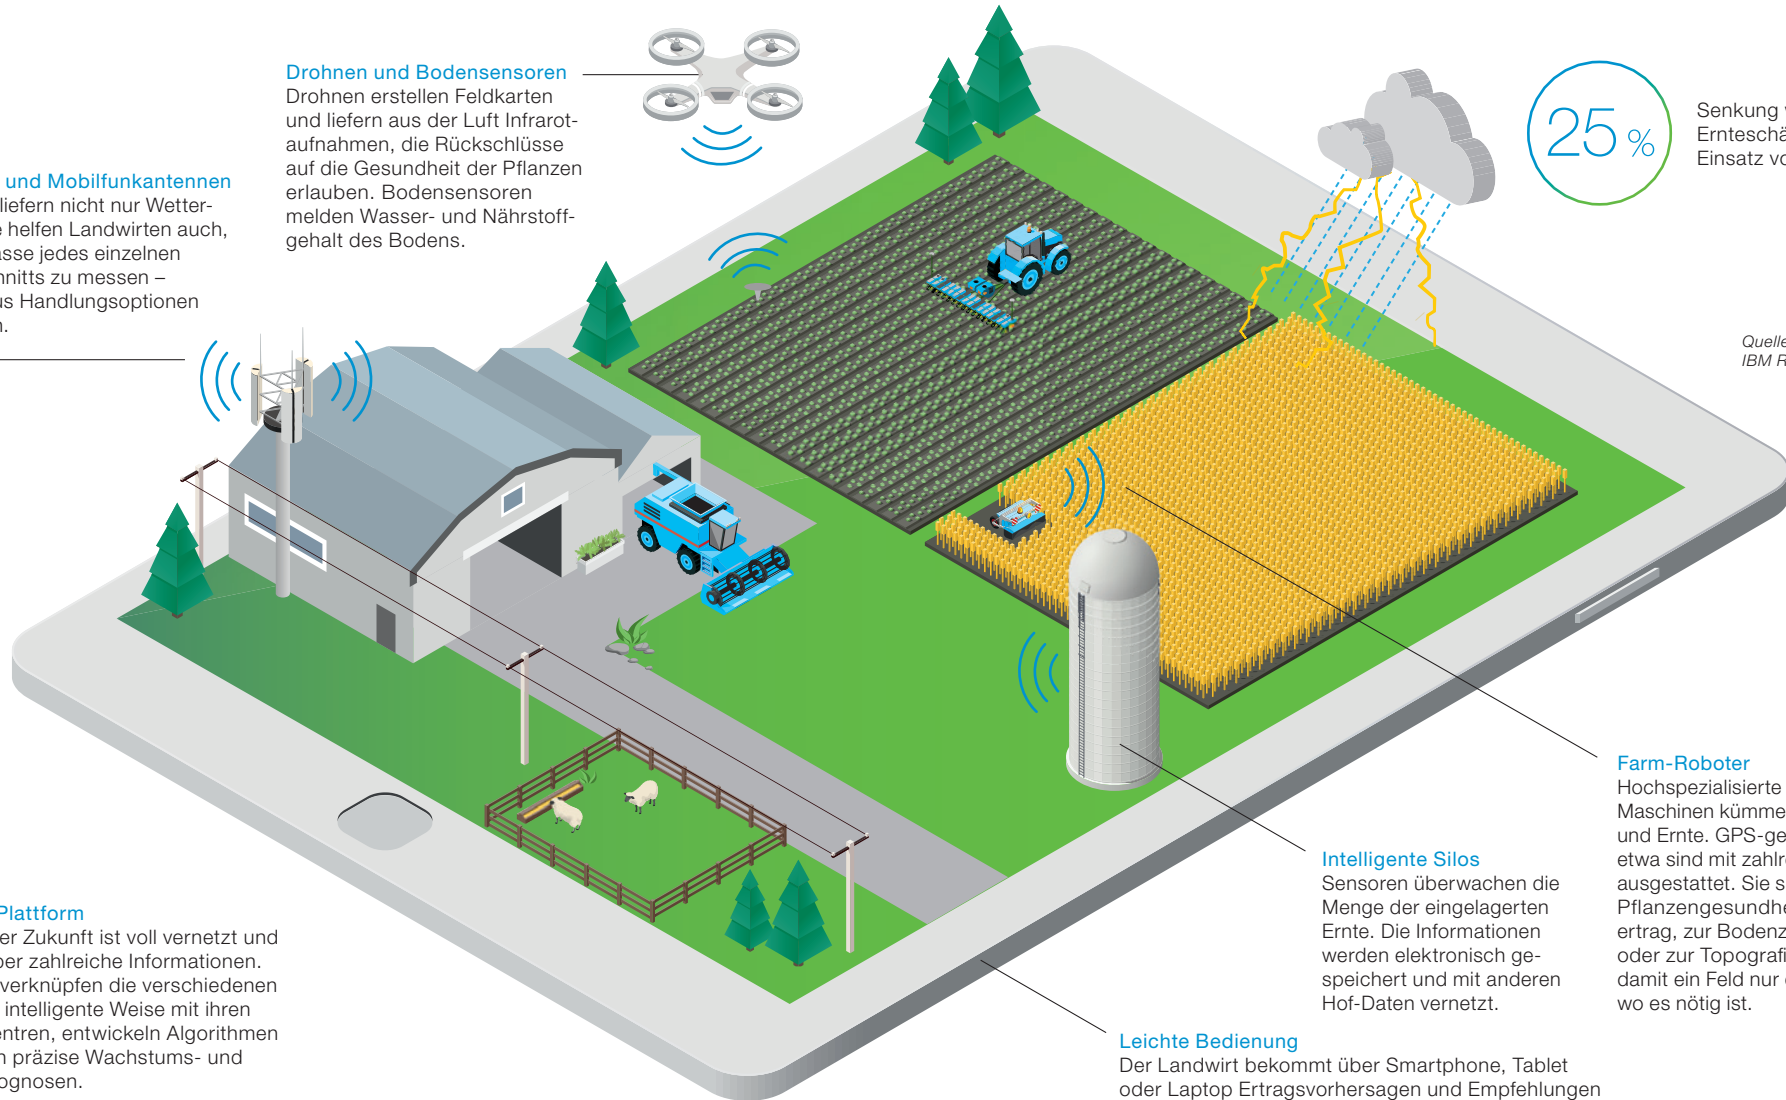 Drohnen und Bodensensoren
Drohnen erstellen Feldkarten
und liefern aus der Luft Infrarot-
aufnahmen, die Rückschlüsse
auf die Gesundheit der Pflanzen
erlauben. Bodensensoren
melden Wasser- und Nährstoff-
gehalt des Bodens.
und Mobilfunkantennen
liefern nicht nur Wetter-
helfen Landwirten auch,
jedes einzelnen
zu messen –
Handlungsoptionen
25 %
Senkung
Einsatz
Quelle
IBM
Farm-Roboter
Hochspezialisierte
Maschinen
und Ernte.
etwa sind mit
ausgestattet. Sie
ertrag, zur
oder zur
damit ein Feld nur
wo es nötig ist.
Intelligente Silos
Sensoren überwachen die
Menge der eingelagerten
Ernte. Die Informationen
werden elektronisch ge-
speichert und mit anderen
Hof-Daten vernetzt.
Plattform
Zukunft ist voll vernetzt und
zahlreiche Informationen.
verknüpfen die verschiedenen
intelligente Weise mit ihren
entwickeln Algorithmen
präzise Wachstums- und
Leichte Bedienung
Der Landwirt bekommt über Smartphone, Tablet
oder Laptop Ertragsvorhersagen und Empfehlungen